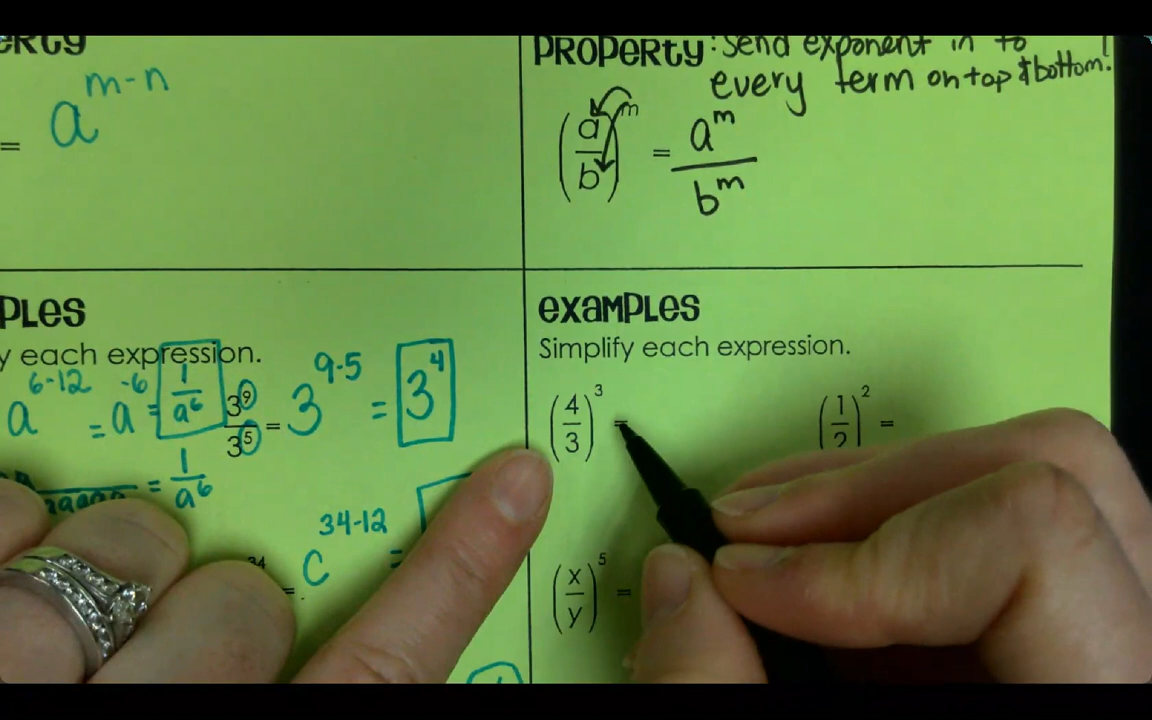 ERTY
= a^(m-n)
PROPERTY: Send exponent in to
every term on top & bottom!
(a/b)^m = a^m/b^m
PLES
y each expression.
a^(6-12) = a^(-6) = 1/a^6
= 1/a^6
3^9/3^5 = 3^(9-5) = 3^4
34 = c^(34-12) =
EXAMPLES
Simplify each expression.
(4/3)^3 =
(1/2)^2 =
(x/y)^5 =